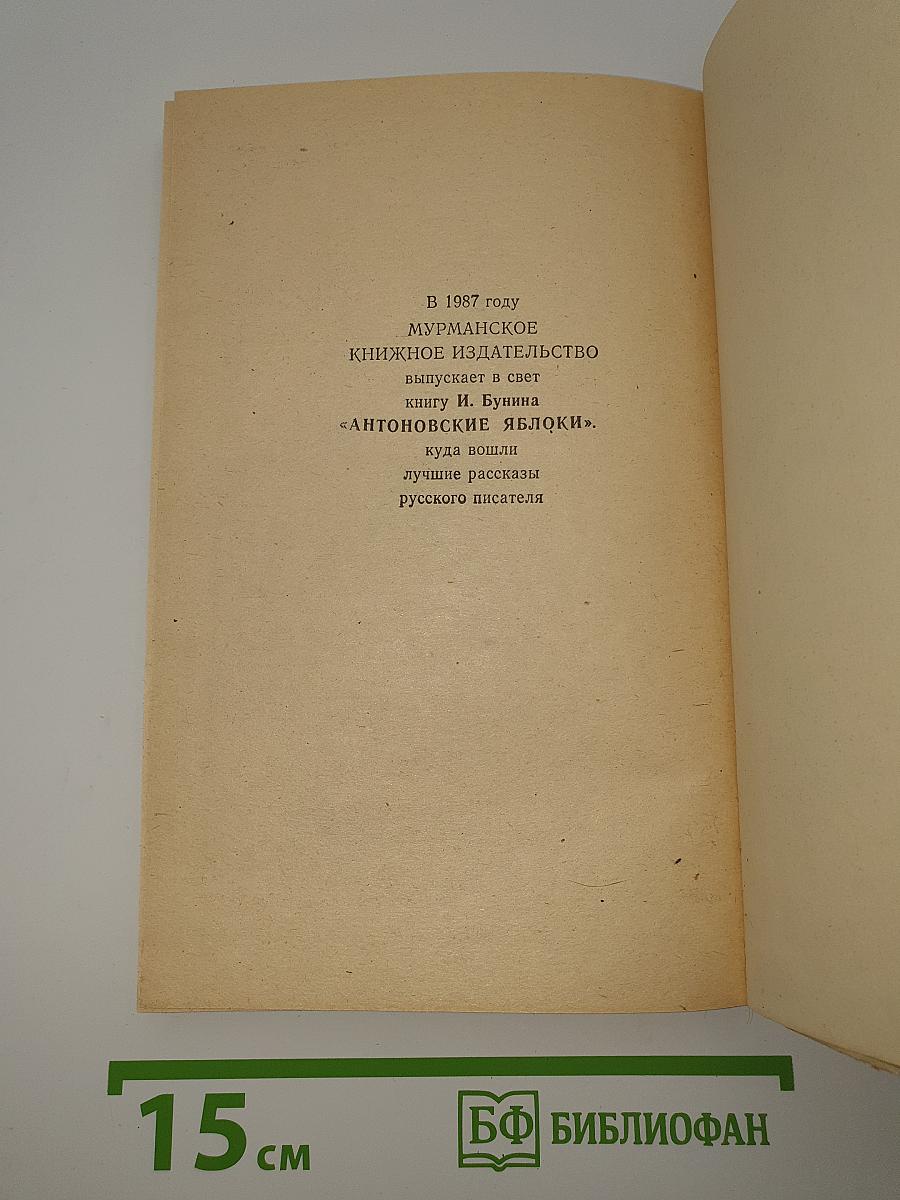 В 1987 году
МУРМАНСКОЕ
КНИЖНОЕ ИЗДАТЕЛЬСТВО
выпускает в свет
книгу И. Бунина
«АНТОНОВСКИЕ ЯБЛОКИ».
куда вошли
лучшие рассказы
русского писателя
15 см
БФ БИБЛИОФАН